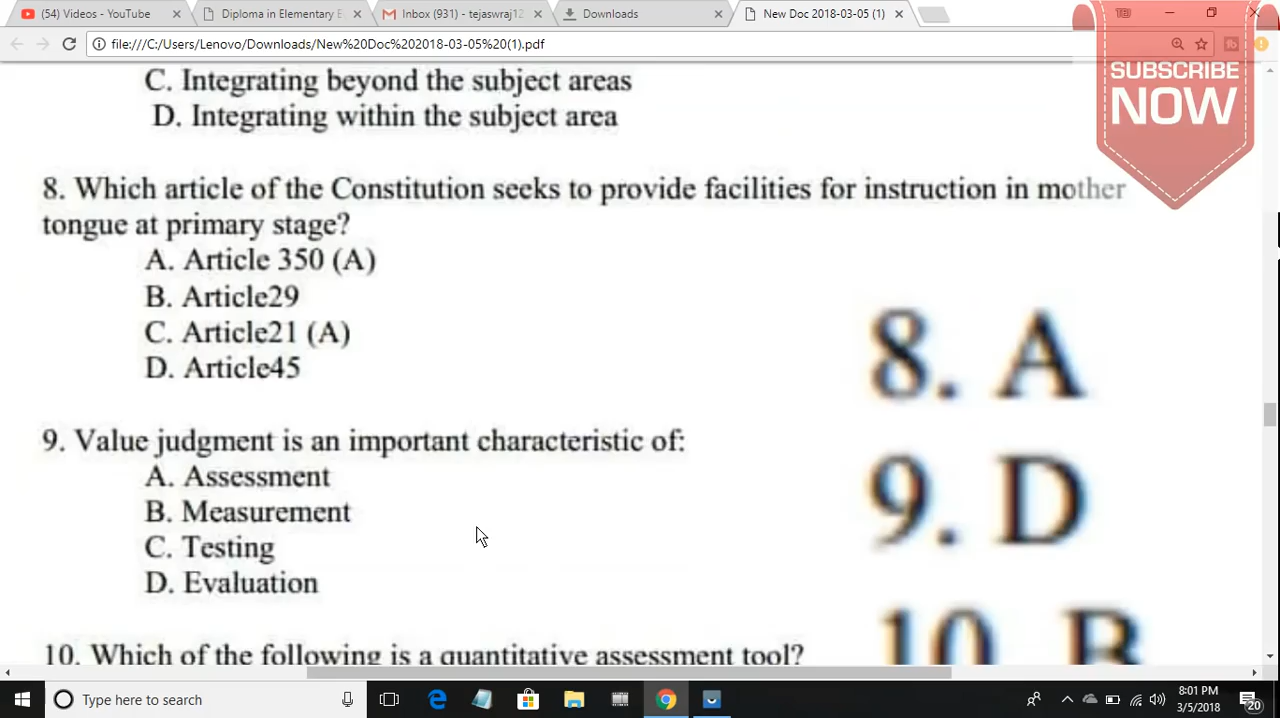 (54) Videos - YouTube
Diploma in Elementary E
Inbox (931) - tejaswraj12
Downloads
New Doc 2018-03-05 (1)
file:///C:/Users/Lenovo/Downloads/New%20Doc%202018-03-05%20(1).pdf
SUBSCRIBE
NOW
C. Integrating beyond the subject areas
D. Integrating within the subject area
8. Which article of the Constitution seeks to provide facilities for instruction in mother
tongue at primary stage?
A. Article 350 (A)
B. Article29
C. Article21 (A)
D. Article45
8. A
9. Value judgment is an important characteristic of:
A. Assessment
B. Measurement
C. Testing
D. Evaluation
9. D
10. Which of the following is a quantitative assessment tool?
10 B
Type here to search
8:01 PM
3/5/2018
20